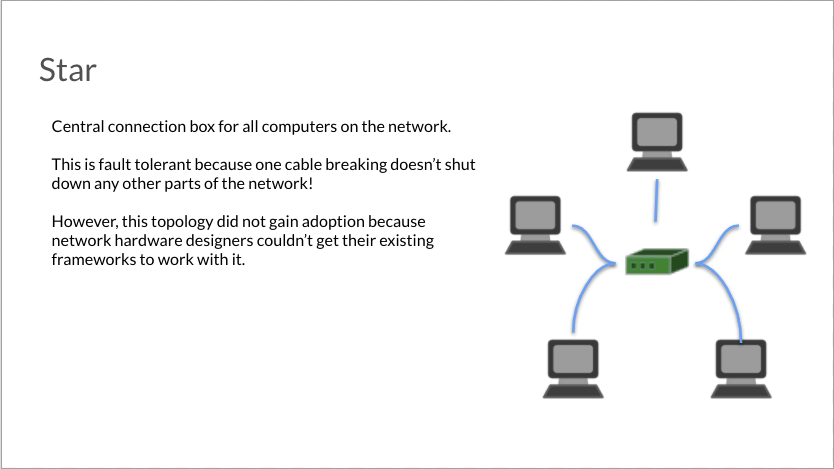 Star
Central connection box for all computers on the network.
This is fault tolerant because one cable breaking doesn't shut
down any other parts of the network!
However, this topology did not gain adoption because
network hardware designers couldn't get their existing
frameworks to work with it.